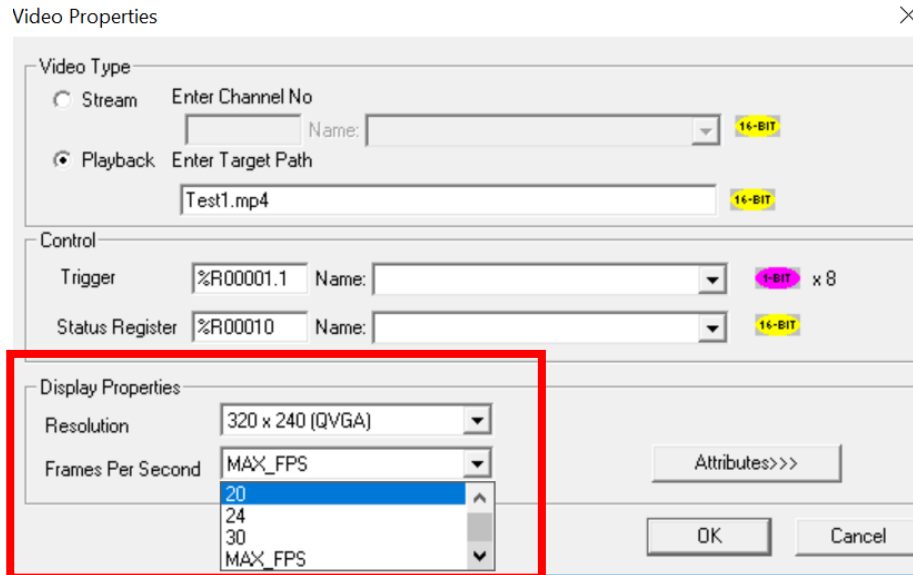 Video Properties
Video Type
Stream Enter Channel No
Name: 16-BIT
Playback Enter Target Path
Test1.mp4 16-BIT
Control
Trigger %R00001.1 Name: 1-BIT x 8
Status Register %R00010 Name: 16-BIT
Display Properties
Resolution 320 x 240 (QVGA)
Frames Per Second MAX_FPS Attributes>>>
20
24
30
MAX_FPS
OK Cancel